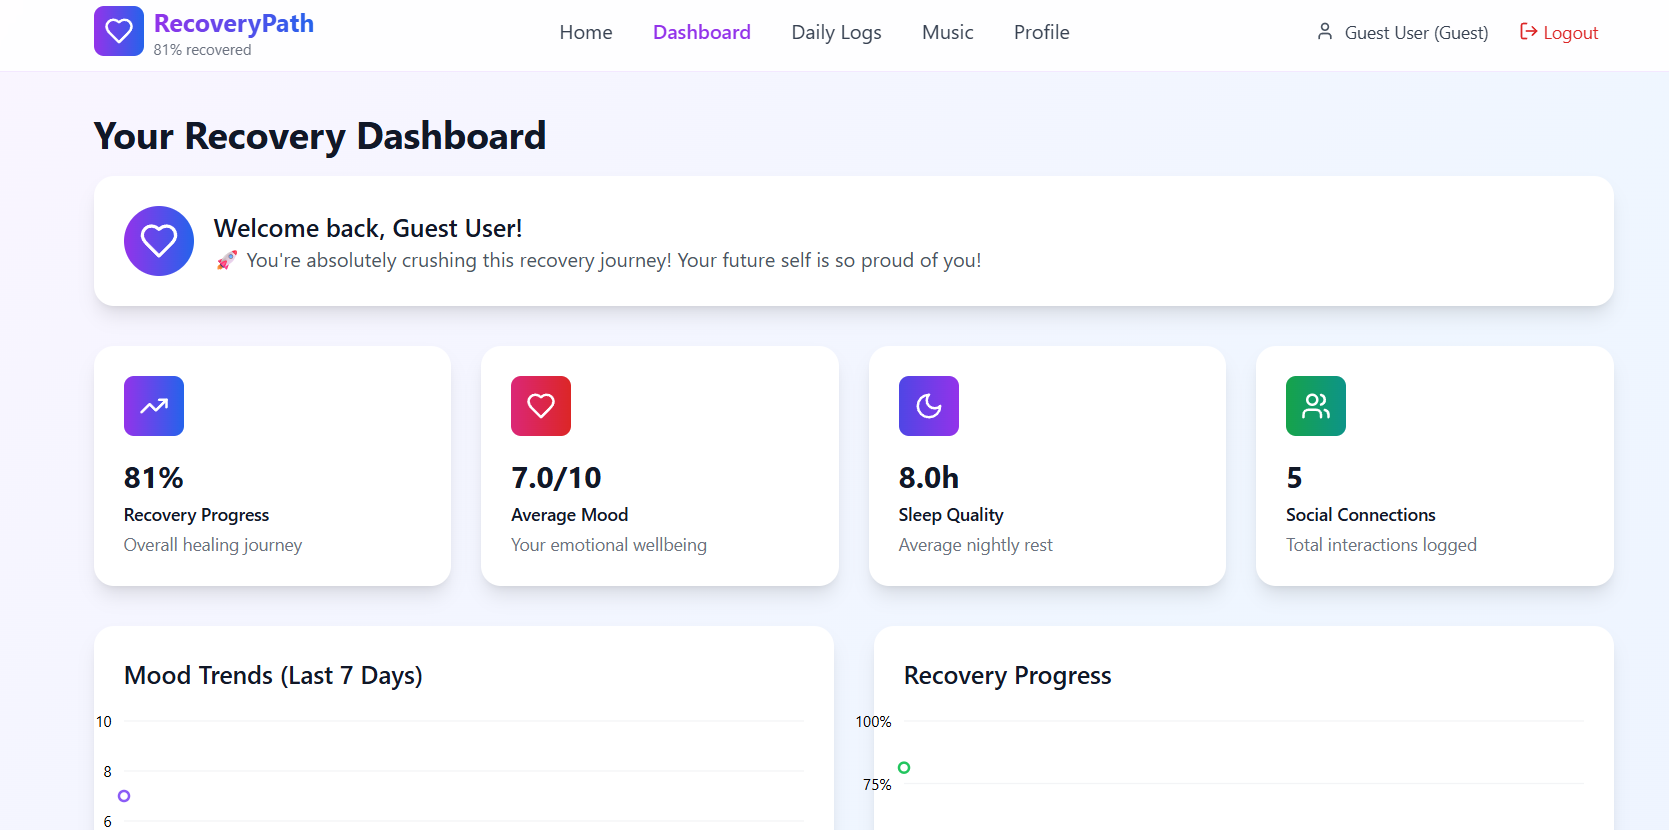 RecoveryPath
81% recovered
Home Dashboard Daily Logs Music Profile
Guest User (Guest) Logout
Your Recovery Dashboard
Welcome back, Guest User!
🚀 You're absolutely crushing this recovery journey! Your future self is so proud of you!
81%
Recovery Progress
Overall healing journey
7.0/10
Average Mood
Your emotional wellbeing
8.0h
Sleep Quality
Average nightly rest
5
Social Connections
Total interactions logged
Mood Trends (Last 7 Days)
10
8
6
Recovery Progress
100%
75%